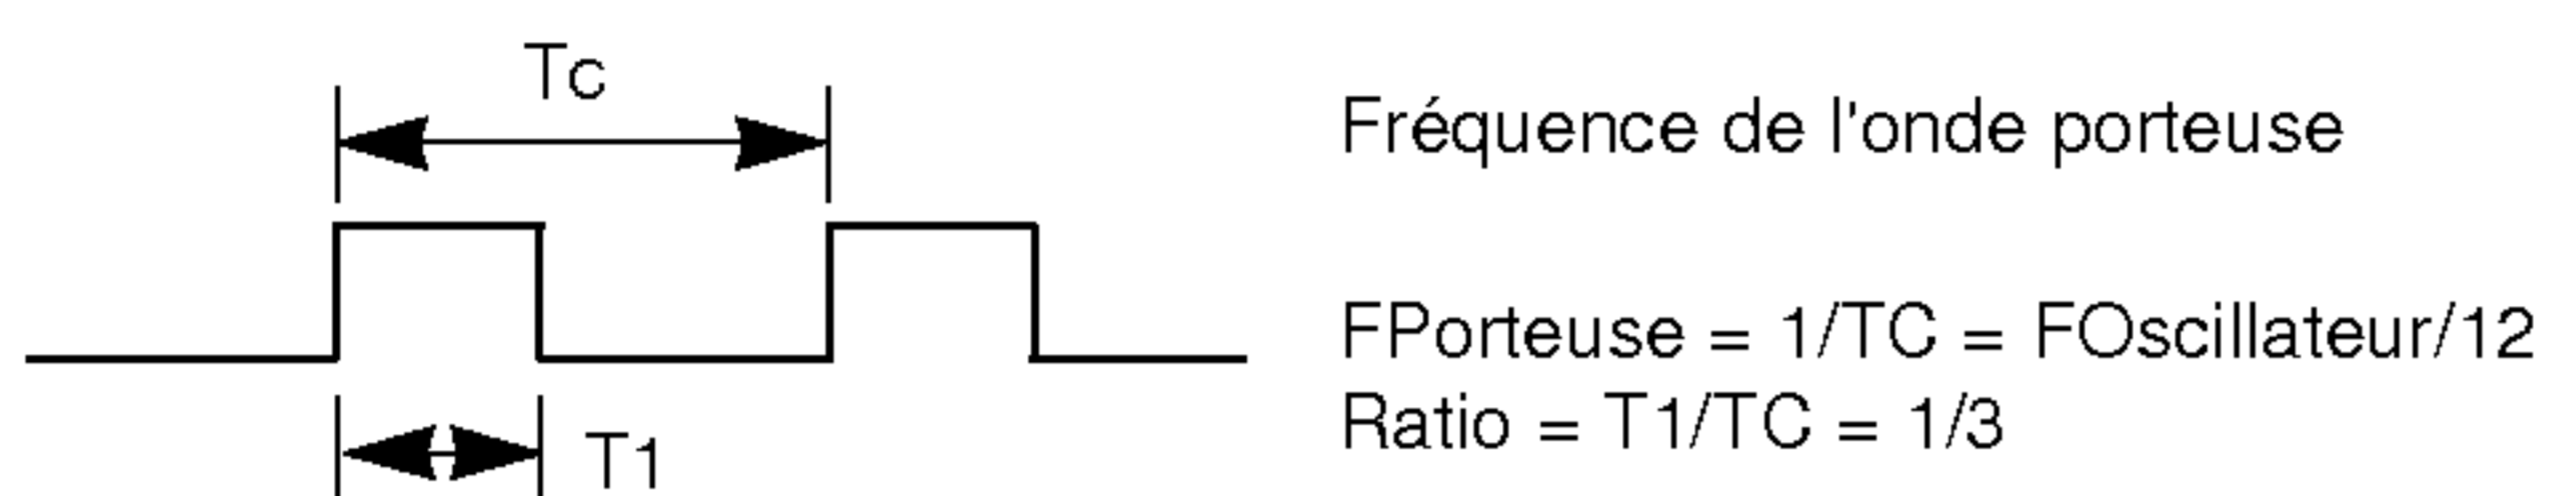 Tc
Fréquence de l'onde porteuse
FPorteuse = 1/TC = FOscillateur/12
Ratio = T1/TC = 1/3
T1